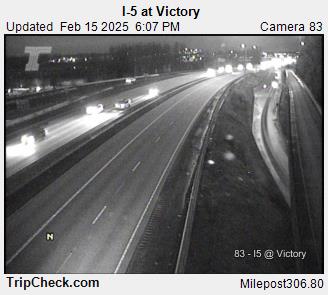 I-5 at Victory
Updated Feb 15 2025 6:07 PM Camera 83
T
N
83 - I5 @ Victory
TripCheck.com Milepost306.80